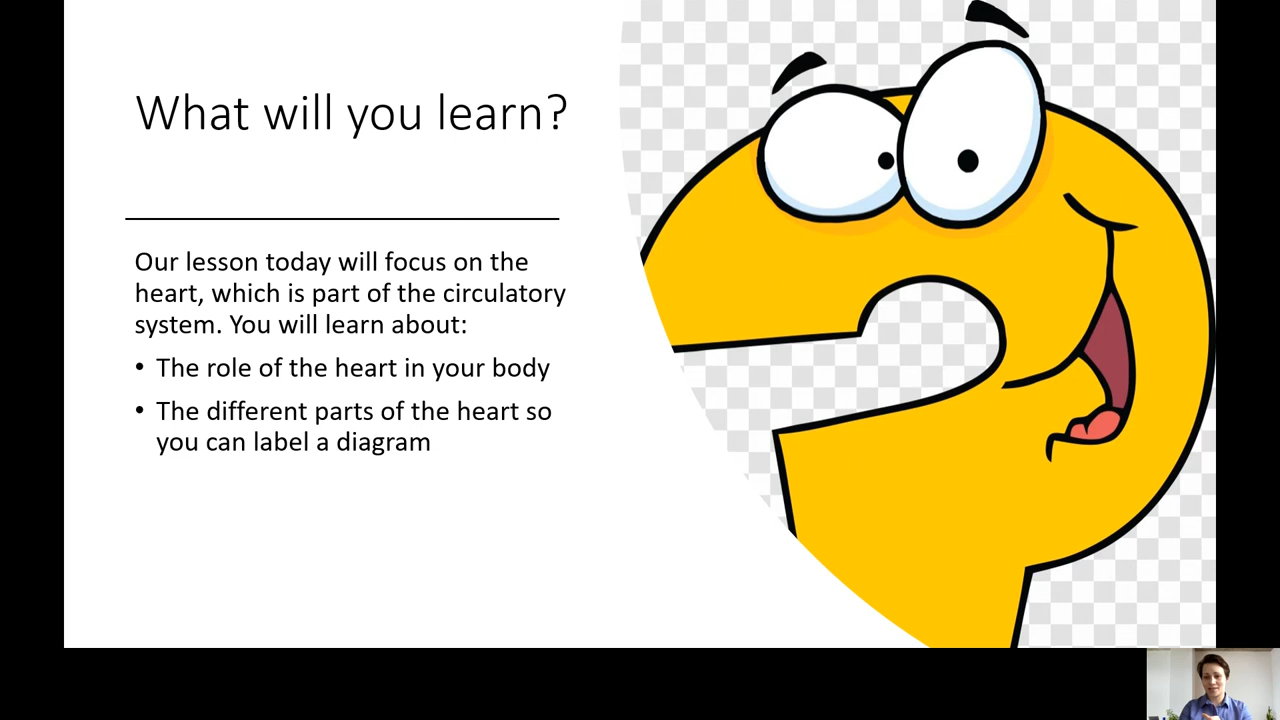 What will you learn?
Our lesson today will focus on the
heart, which is part of the circulatory
system. You will learn about:
• The role of the heart in your body
• The different parts of the heart so
you can label a diagram